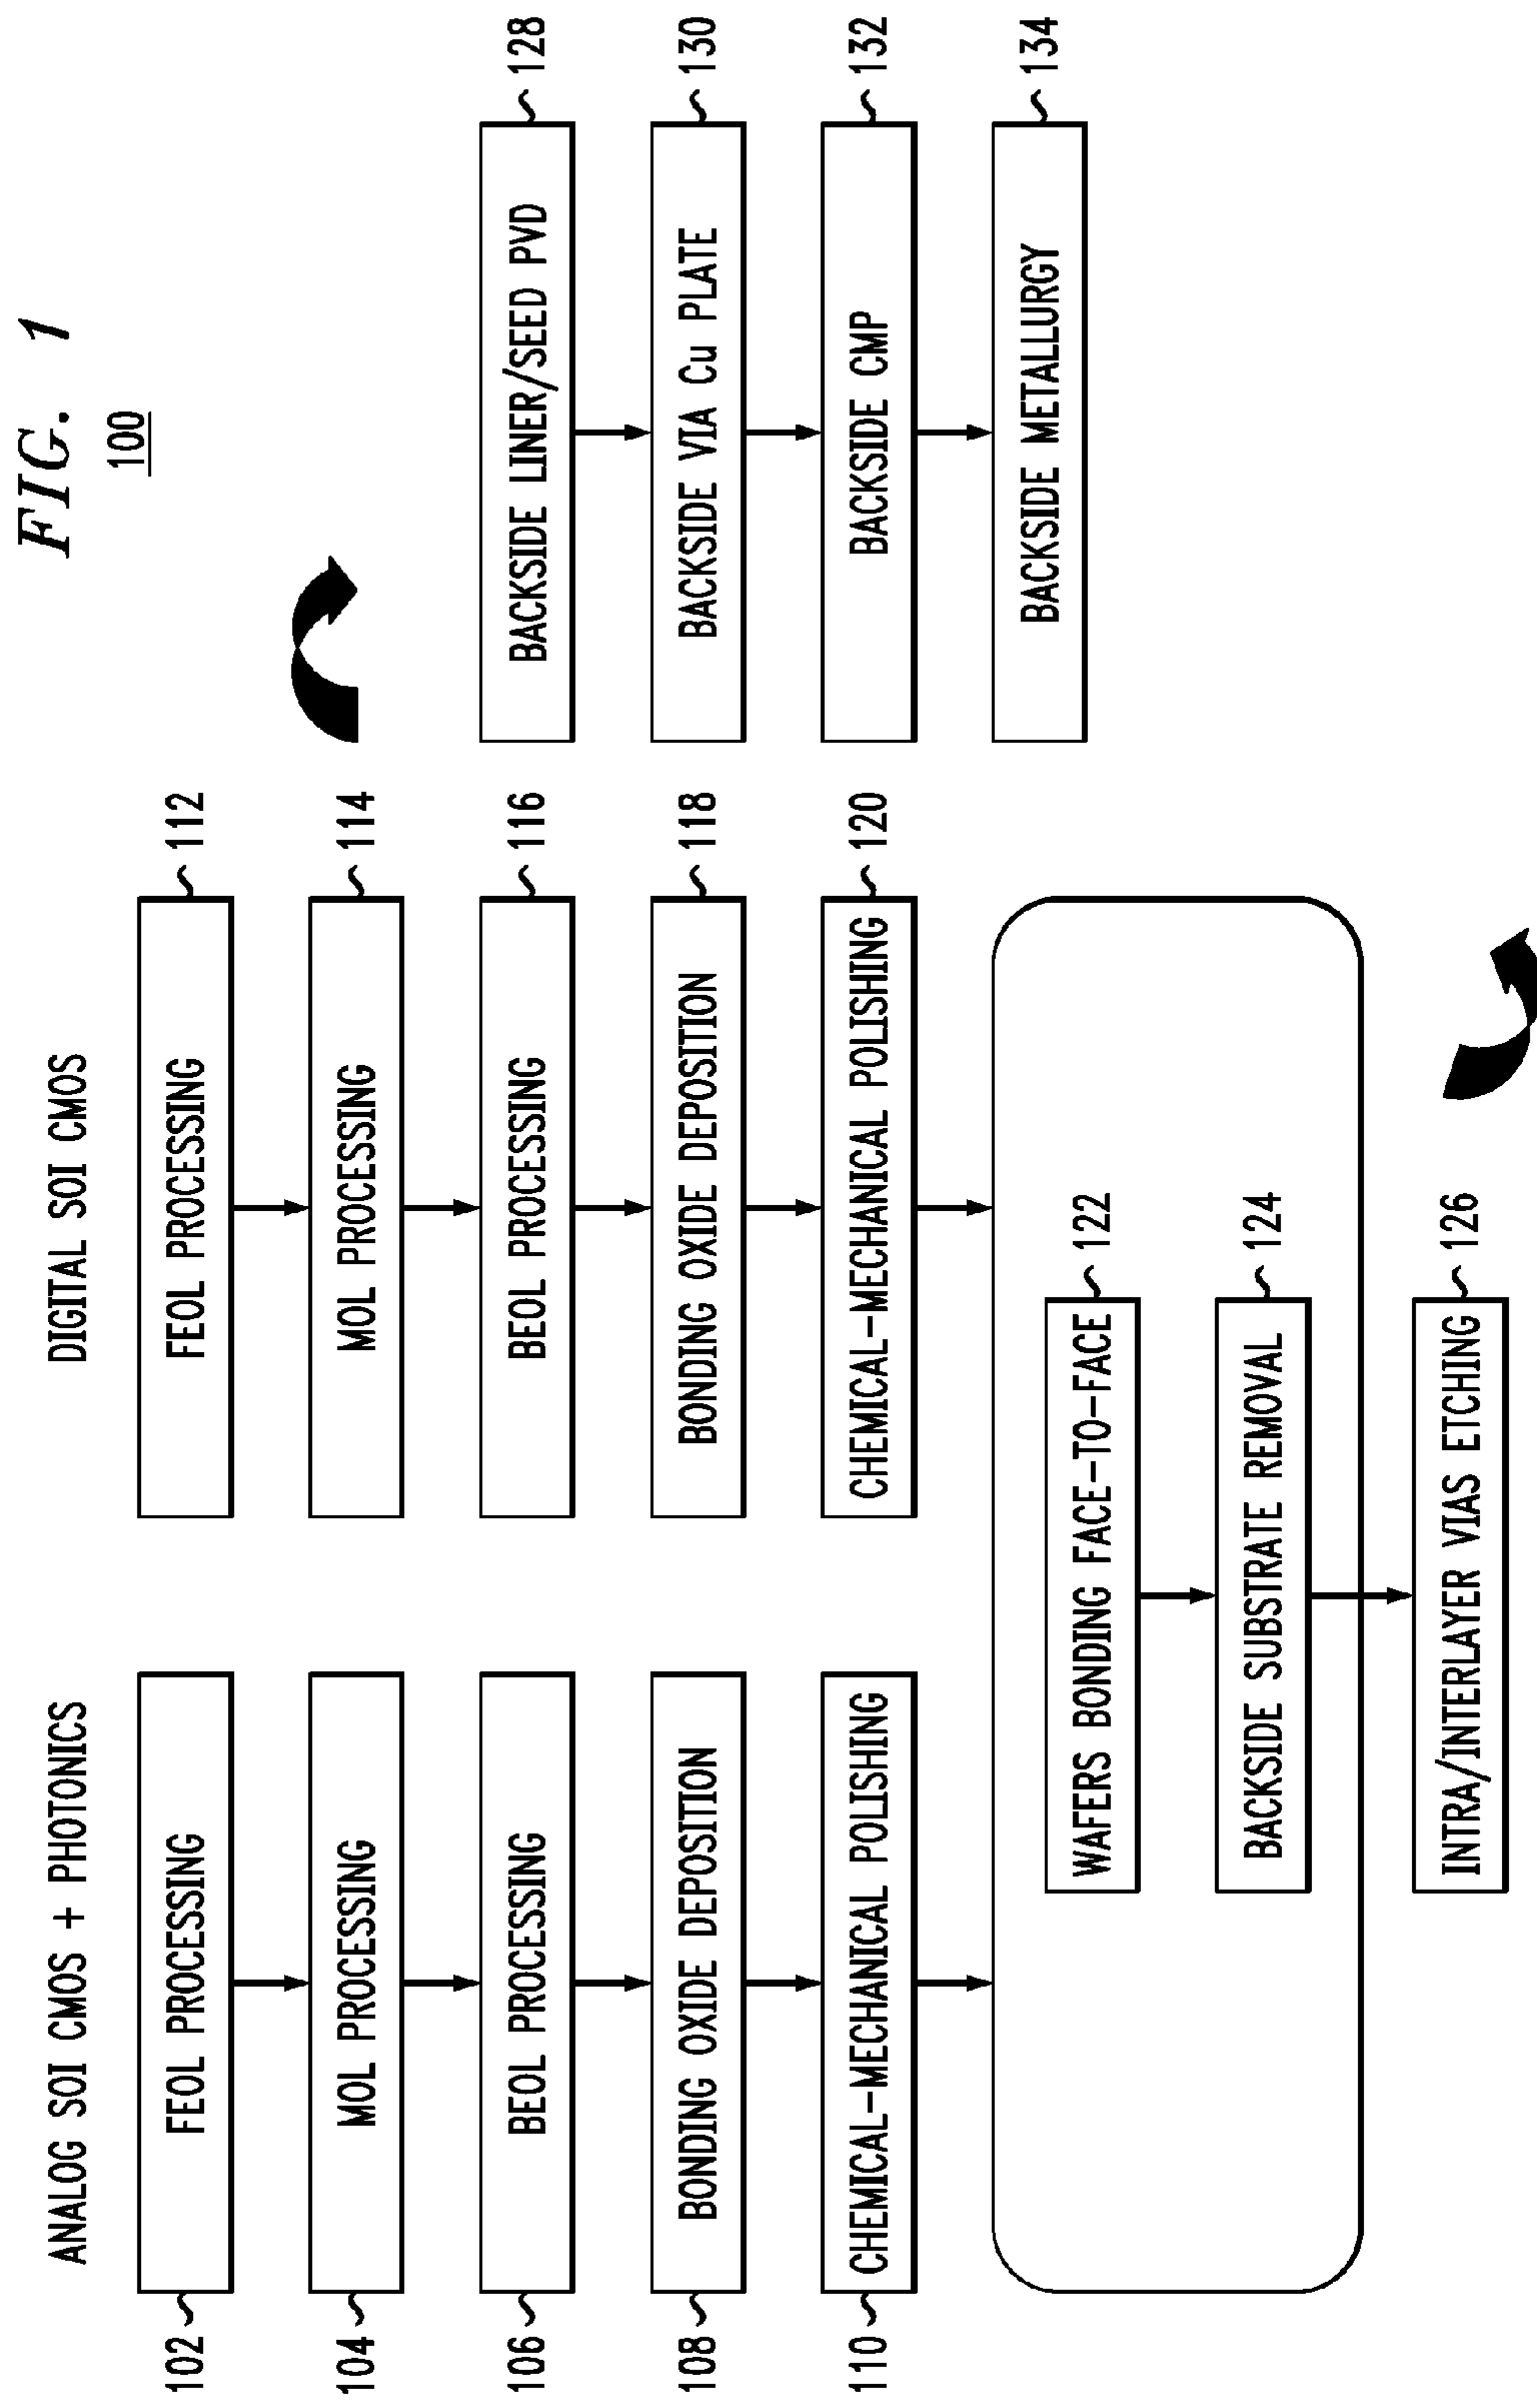 FIG. 1
100
ANALOG SOI CMOS + PHOTONICS
102
FEOL PROCESSING
104
MOL PROCESSING
106
BEOL PROCESSING
108
BONDING OXIDE DEPOSITION
110
CHEMICAL-MECHANICAL POLISHING
DIGITAL SOI CMOS
FEOL PROCESSING
112
MOL PROCESSING
114
BEOL PROCESSING
116
BONDING OXIDE DEPOSITION
118
CHEMICAL-MECHANICAL POLISHING
120
WAFERS BONDING FACE-TO-FACE
122
BACKSIDE SUBSTRATE REMOVAL
124
INTRA/INTERLAYER VIAS ETCHING
126
BACKSIDE LINER/SEED PVD
128
BACKSIDE VIA Cu PLATE
130
BACKSIDE CMP
132
BACKSIDE METALLURGY
134